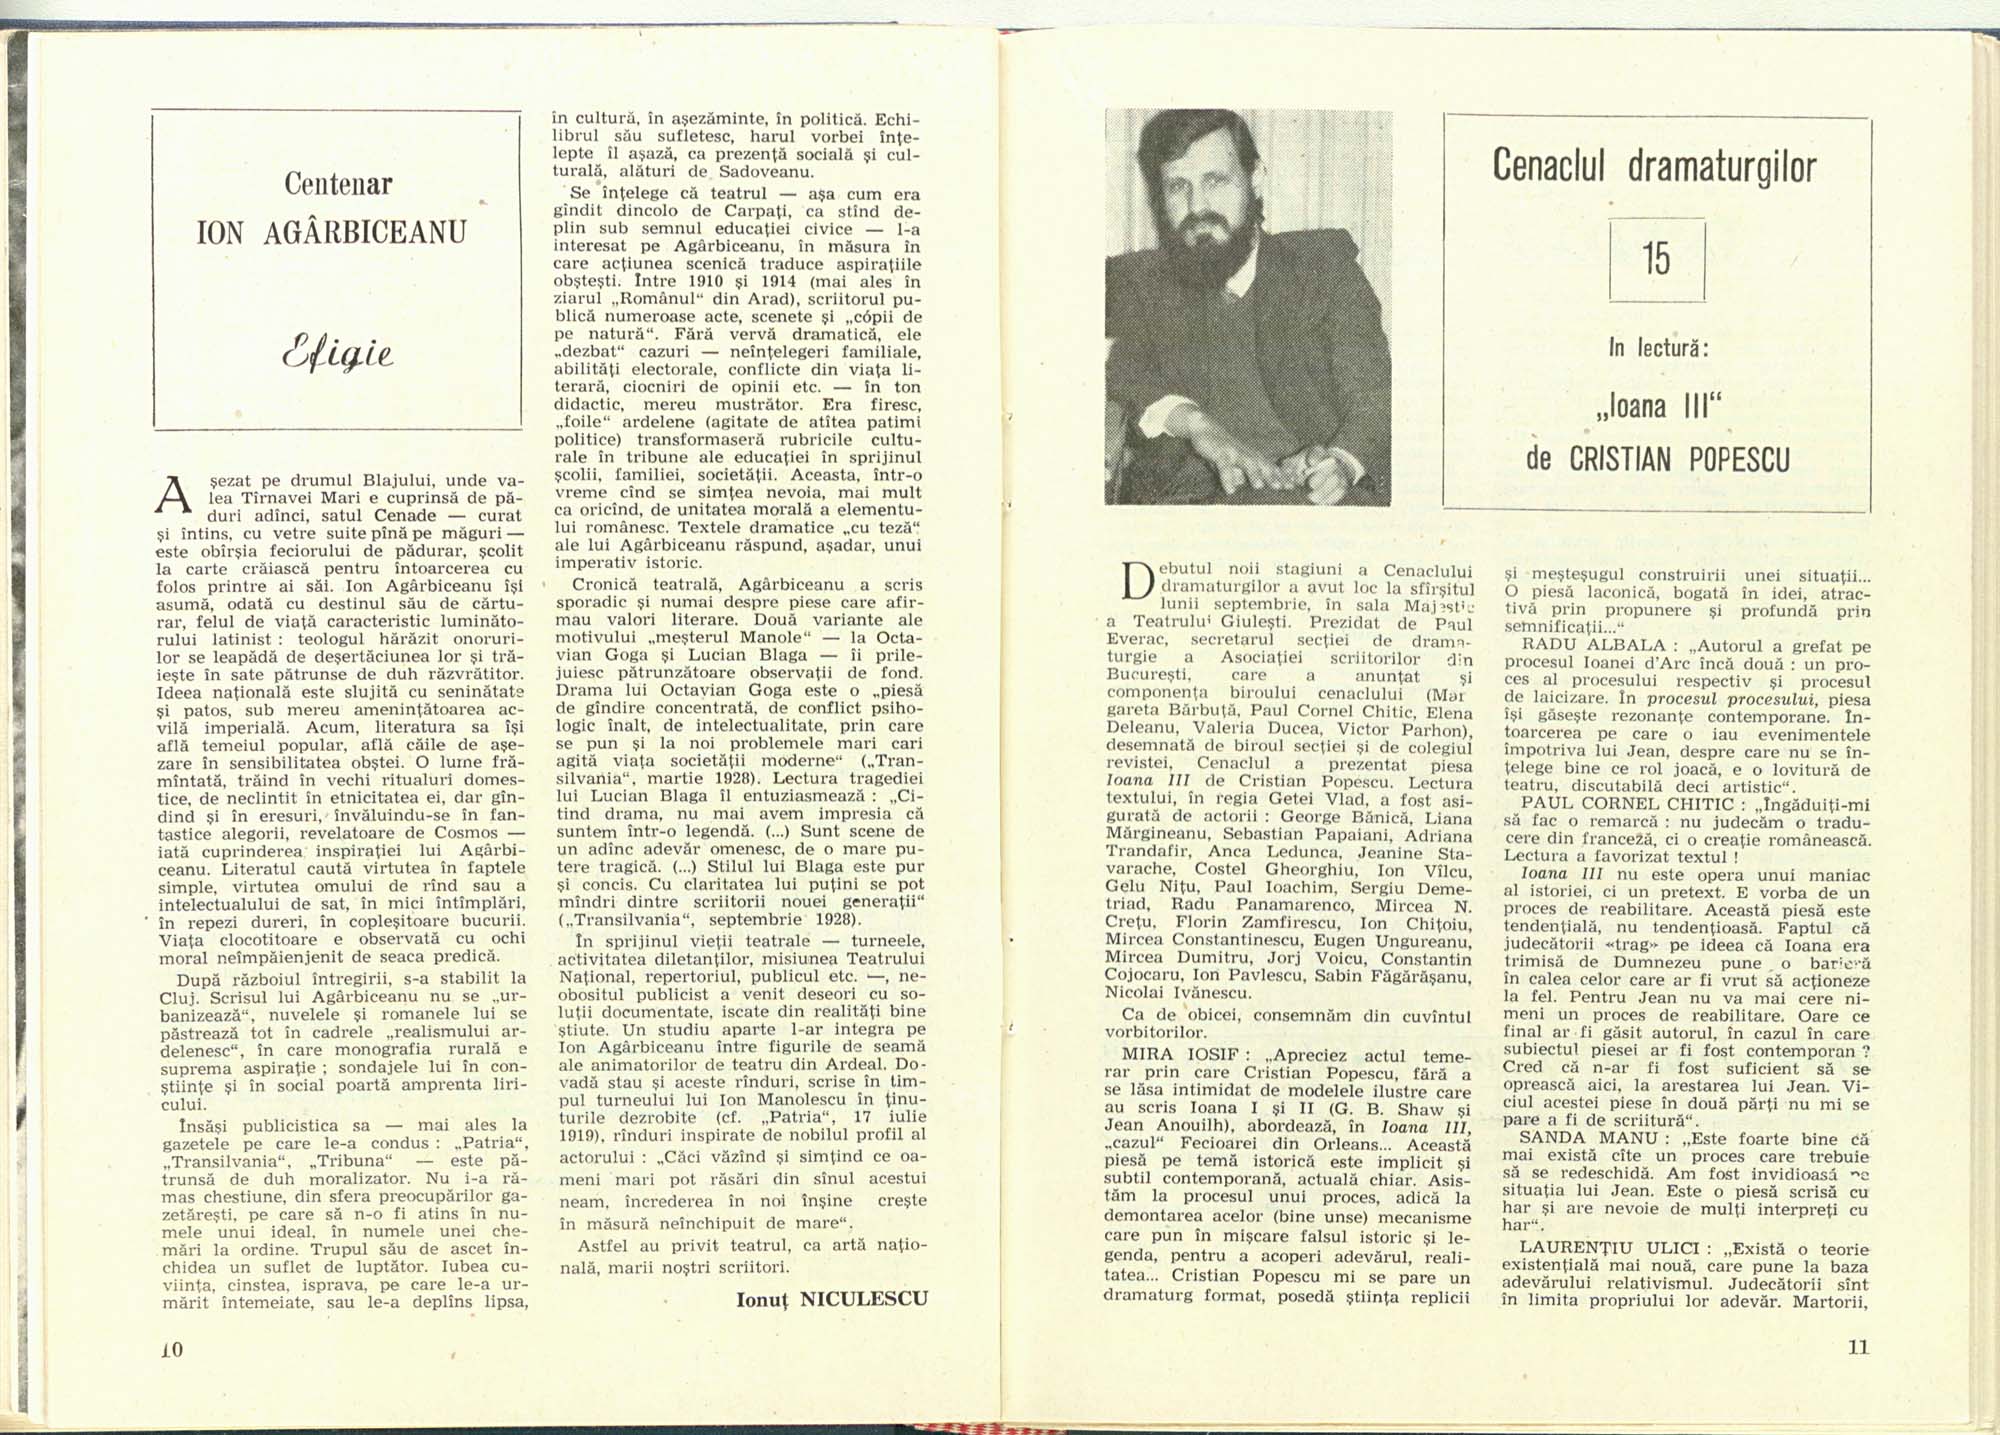 Centenar
ION AGÂRBICEANU
Efigie
Așezat pe drumul Blajului, unde va-
lea Tîrnavei Mari e cuprinsă de pă-
duri adînci, satul Cenade — curat
și întins, cu vetre suite pînă pe măguri —
este obîrșia feciorului de pădurar, școlit
la carte crăiască pentru întoarcerea cu
folos printre ai săi. Ion Agârbiceanu își
asumă, odată cu destinul său de cărtu-
rar, felul de viață caracteristic luminăto-
rului latinist : teologul hărăzit onoruri-
lor se leapădă de deșertăciunea lor și tră-
iește în sate pătrunse de duh răzvrătitor.
Ideea națională este slujită cu seninătate
și patos, sub mereu amenințătoarea ac-
vilă imperială. Acum, literatura sa își
află temeiul popular, află căile de așe-
zare în sensibilitatea obștei. O lume fră-
mîntată, trăind în vechi ritualuri domes-
tice, de neclintit în etnicitatea ei, dar gîn-
dind și în eresuri, învăluindu-se în fan-
tastice alegorii, revelatoare de Cosmos —
iată cuprinderea inspirației lui Agârbi-
ceanu. Literatul caută virtutea în faptele
simple, virtutea omului de rînd sau a
intelectualului de sat, în mici întîmplări,
în repezi dureri, în copleșitoare bucurii.
Viața clocotitoare e observată cu ochi
moral neîmpăienjenit de seaca predică.
După războiul întregirii, s-a stabilit la
Cluj. Scrisul lui Agârbiceanu nu se „ur-
banizează“, nuvelele și romanele lui se
păstrează tot în cadrele „realismului ar-
delenesc“, în care monografia rurală e
suprema aspirație ; sondajele lui în con-
științe și în social poartă amprenta liri-
cului.
Însăși publicistica sa — mai ales la
gazetele pe care le-a condus : „Patria“,
„Transilvania“, „Tribuna“ — este pă-
trunsă de duh moralizator. Nu i-a ră-
mas chestiune, din sfera preocupărilor ga-
zetărești, pe care să n-o fi atins în nu-
mele unui ideal, în numele unei che-
mări la ordine. Trupul său de ascet în-
chidea un suflet de luptător. Iubea cu-
viința, cinstea, isprava, pe care le-a ur-
mărit întemeiate, sau le-a deplîns lipsa,
în cultură, în așezăminte, în politică. Echi-
librul său sufletesc, harul vorbei înțe-
lepte îl așază, ca prezență socială și cul-
turală, alături de Sadoveanu.
Se înțelege că teatrul — așa cum era
gîndit dincolo de Carpați, ca stînd de-
plin sub semnul educației civice — l-a
interesat pe Agârbiceanu, în măsura în
care acțiunea scenică traduce aspirațiile
obștești. Între 1910 și 1914 (mai ales în
ziarul „Românul“ din Arad), scriitorul pu-
blică numeroase acte, scenete și „cópii de
pe natură“. Fără vervă dramatică, ele
„dezbat“ cazuri — neînțelegeri familiale,
abilități electorale, conflicte din viața li-
terară, ciocniri de opinii etc. — în ton
didactic, mereu mustrător. Era firesc,
„foile“ ardelene (agitate de atîtea patimi
politice) transformaseră rubricile cultu-
rale în tribune ale educației în sprijinul
școlii, familiei, societății. Aceasta, într-o
vreme cînd se simțea nevoia, mai mult
ca oricînd, de unitatea morală a elementu-
lui românesc. Textele dramatice „cu teză“
ale lui Agârbiceanu răspund, așadar, unui
imperativ istoric.
Cronică teatrală, Agârbiceanu a scris
sporadic și numai despre piese care afir-
mau valori literare. Două variante ale
motivului „meșterul Manole“ — la Octa-
vian Goga și Lucian Blaga — îi prile-
juiesc pătrunzătoare observații de fond.
Drama lui Octavian Goga este o „piesă
de gîndire concentrată, de conflict psiho-
logic înalt, de intelectualitate, prin care
se pun și la noi problemele mari cari
agită viața societății moderne“ („Tran-
silvania“, martie 1928). Lectura tragediei
lui Lucian Blaga îl entuziasmează : „Ci-
tind drama, nu mai avem impresia că
suntem într-o legendă. (...) Sunt scene de
un adînc adevăr omenesc, de o mare pu-
tere tragică. (...) Stilul lui Blaga este pur
și concis. Cu claritatea lui puțini se pot
mîndri dintre scriitorii nouei generații“
(„Transilvania“, septembrie 1928).
În sprijinul vieții teatrale — turneele,
activitatea diletanților, misiunea Teatrului
Național, repertoriul, publicul etc. —, ne-
obositul publicist a venit deseori cu so-
luții documentate, iscate din realități bine
știute. Un studiu aparte l-ar integra pe
Ion Agârbiceanu între figurile de seamă
ale animatorilor de teatru din Ardeal. Do-
vadă stau și aceste rînduri, scrise în tim-
pul turneului lui Ion Manolescu în ținu-
turile dezrobite (cf. „Patria“, 17 iulie
1919), rînduri inspirate de nobilul profil al
actorului : „Căci văzînd și simțind ce oa-
meni mari pot răsări din sînul acestui
neam, încrederea în noi înșine crește
în măsură neînchipuit de mare“.
Astfel au privit teatrul, ca artă națio-
nală, marii noștri scriitori.
Ionuț NICULESCU
10
Cenaclul dramaturgilor
15
In lectură:
„Ioana III“
de CRISTIAN POPESCU
Debutul noii stagiuni a Cenaclului
dramaturgilor a avut loc la sfîrșitul
lunii septembrie, în sala Majestic
a Teatrului Giulești. Prezidat de Paul
Everac, secretarul secției de drama-
turgie a Asociației scriitorilor din
București, care a anunțat și
componența biroului cenaclului (Mar
gareta Bărbuță, Paul Cornel Chitic, Elena
Deleanu, Valeria Ducea, Victor Parhon),
desemnată de biroul secției și de colegiul
revistei, Cenaclul a prezentat piesa
Ioana III de Cristian Popescu. Lectura
textului, în regia Getei Vlad, a fost asi-
gurată de actorii : George Bănică, Liana
Mărgineanu, Sebastian Papaiani, Adriana
Trandafir, Anca Ledunca, Jeanine Sta-
varache, Costel Gheorghiu, Ion Vîlcu,
Gelu Nițu, Paul Ioachim, Sergiu Deme-
triad, Radu Panamarenco, Mircea N.
Crețu, Florin Zamfirescu, Ion Chițoiu,
Mircea Constantinescu, Eugen Ungureanu,
Mircea Dumitru, Jorj Voicu, Constantin
Cojocaru, Ion Pavlescu, Sabin Făgărășanu,
Nicolai Ivănescu.
Ca de obicei, consemnăm din cuvîntul
vorbitorilor.
MIRA IOSIF : „Apreciez actul teme-
rar prin care Cristian Popescu, fără a
se lăsa intimidat de modelele ilustre care
au scris Ioana I și II (G. B. Shaw și
Jean Anouilh), abordează, în Ioana III,
„cazul“ Fecioarei din Orleans... Această
piesă pe temă istorică este implicit și
subtil contemporană, actuală chiar. Asis-
tăm la procesul unui proces, adică la
demontarea acelor (bine unse) mecanisme
care pun în mișcare falsul istoric și le-
genda, pentru a acoperi adevărul, reali-
tatea... Cristian Popescu mi se pare un
dramaturg format, posedă știința replicii
și meșteșugul construirii unei situații...
O piesă laconică, bogată în idei, atrac-
tivă prin propunere și profundă prin
semnificații...“
RADU ALBALA : „Autorul a grefat pe
procesul Ioanei d'Arc încă două : un pro-
ces al procesului respectiv și procesul
de laicizare. În procesul procesului, piesa
își găsește rezonanțe contemporane. În-
toarcerea pe care o iau evenimentele
împotriva lui Jean, despre care nu se în-
țelege bine ce rol joacă, e o lovitură de
teatru, discutabilă deci artistic“.
PAUL CORNEL CHITIC : „Îngăduiți-mi
să fac o remarcă : nu judecăm o tradu-
cere din franceză, ci o creație românească.
Lectura a favorizat textul !
Ioana III nu este opera unui maniac
al istoriei, ci un pretext. E vorba de un
proces de reabilitare. Această piesă este
tendențială, nu tendențioasă. Faptul că
judecătorii «trag» pe ideea că Ioana era
trimisă de Dumnezeu pune o barieră
în calea celor care ar fi vrut să acționeze
la fel. Pentru Jean nu va mai cere ni-
meni un proces de reabilitare. Oare ce
final ar fi găsit autorul, în cazul în care
subiectul piesei ar fi fost contemporan ?
Cred că n-ar fi fost suficient să se
oprească aici, la arestarea lui Jean. Vi-
ciul acestei piese în două părți nu mi se
pare a fi de scriitură“.
SANDA MANU : „Este foarte bine că
mai există cîte un proces care trebuie
să se redeschidă. Am fost invidioasă pe
situația lui Jean. Este o piesă scrisă cu
har și are nevoie de mulți interpreți cu
har“.
LAURENȚIU ULICI : „Există o teorie
existențială mai nouă, care pune la baza
adevărului relativismul. Judecătorii sînt
în limita propriului lor adevăr. Martorii,
11